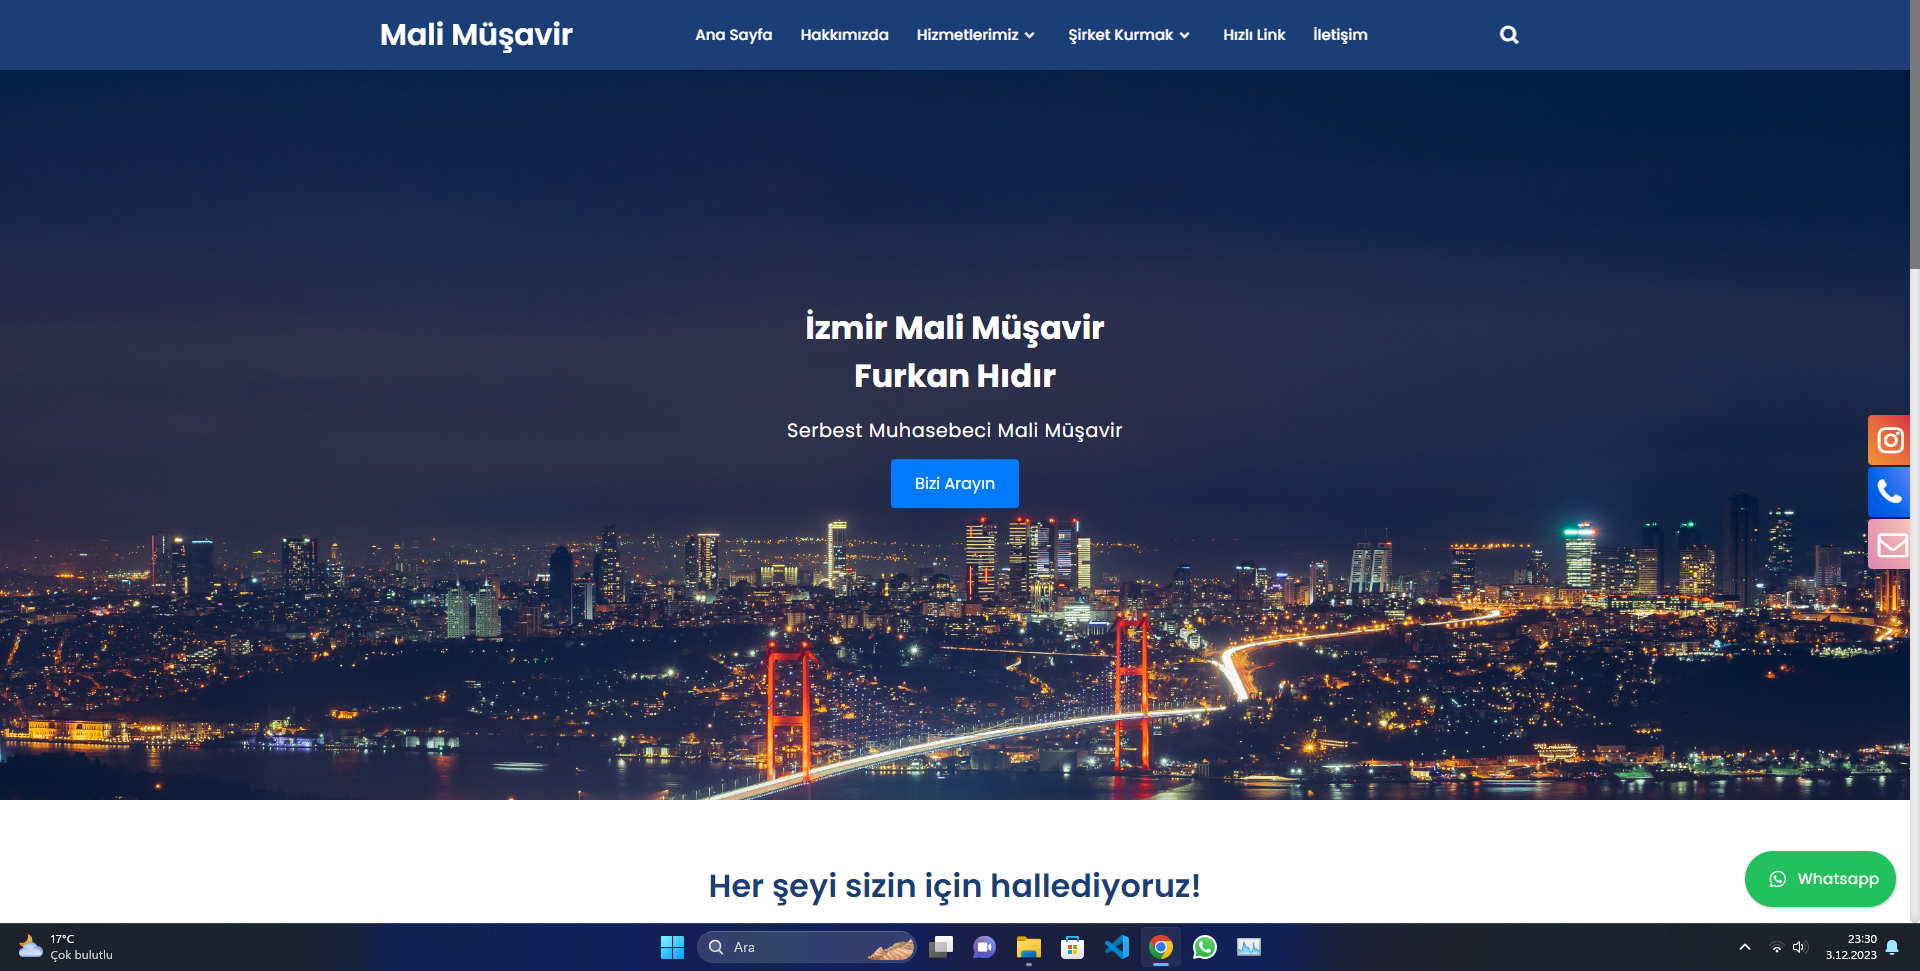 Mali Müşavir
Ana Sayfa
Hakkımızda
Hizmetlerimiz
Şirket Kurmak
Hızlı Link
İletişim
İzmir Mali Müşavir
Furkan Hıdır
Serbest Muhasebeci Mali Müşavir
Bizi Arayın
Her şeyi sizin için hallediyoruz!
Whatsapp
17°C
Çok bulutlu
Ara
23:30
3.12.2023